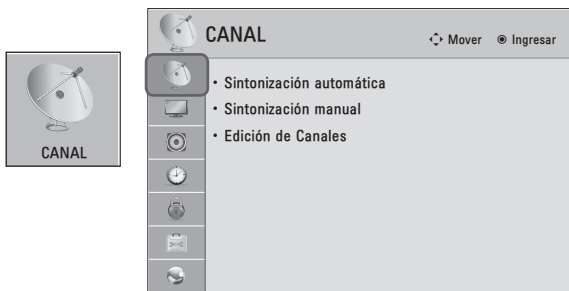 CANAL
CANAL
Mover
Ingresar
· Sintonización automática
· Sintonización manual
· Edición de Canales